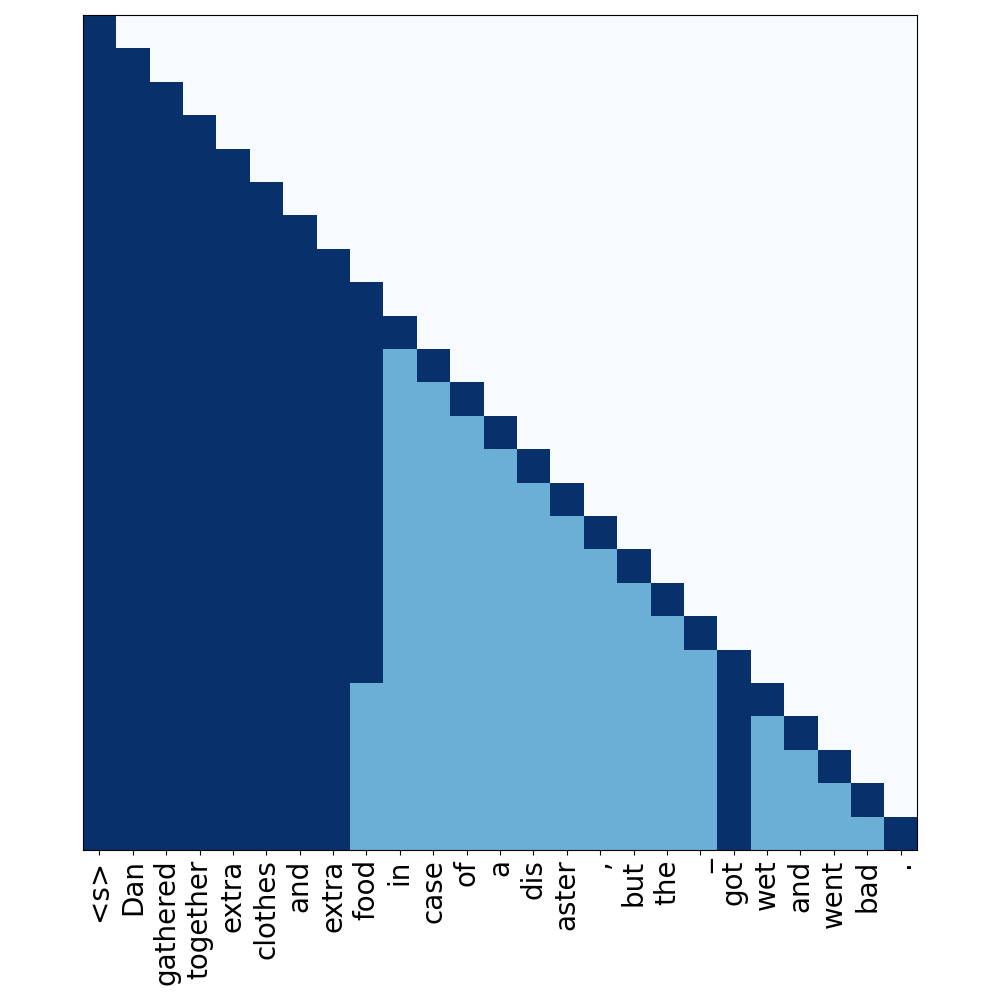 <s> Dan gathered together extra clothes and extra food in case of a dis aster , but the _ got wet and went bad .